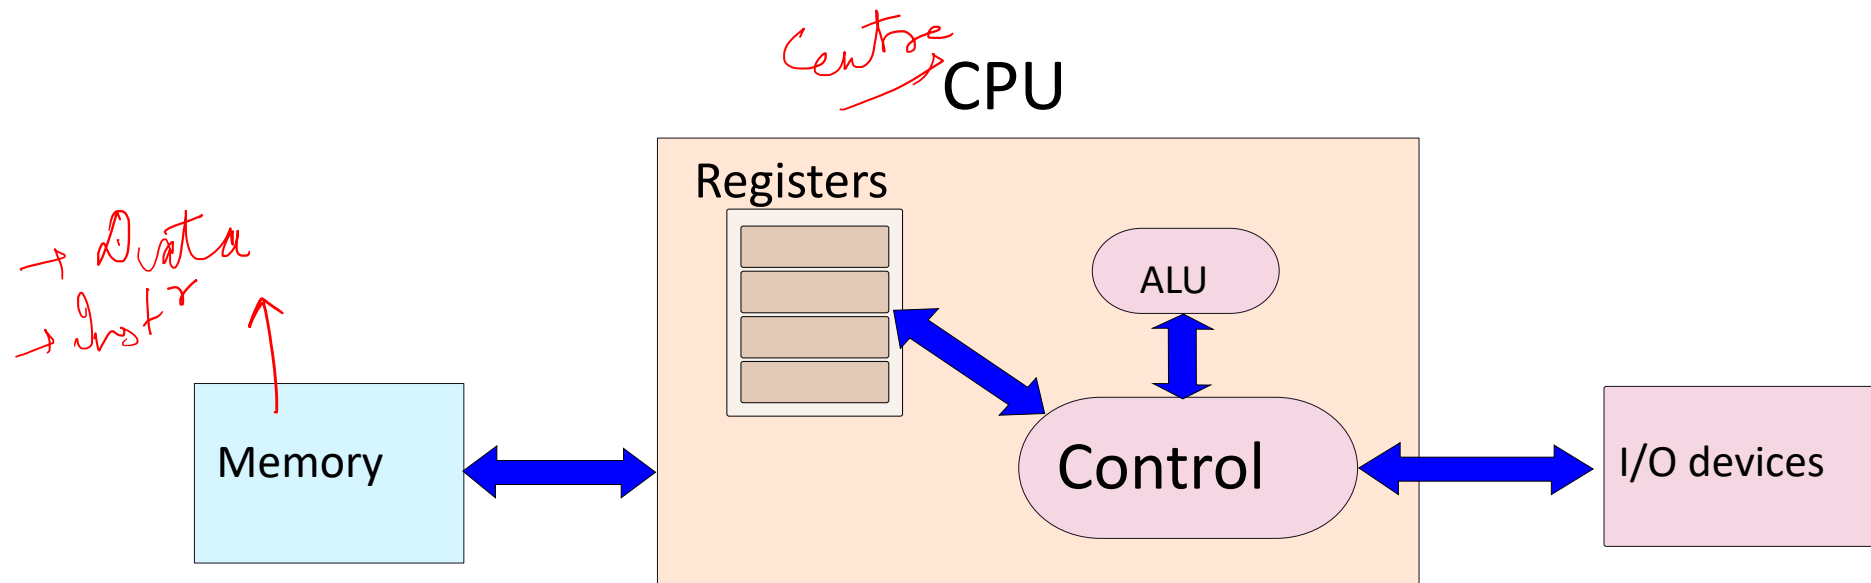 Centre
CPU
Registers
→ Data
→ Instr
ALU
Memory
Control
I/O devices